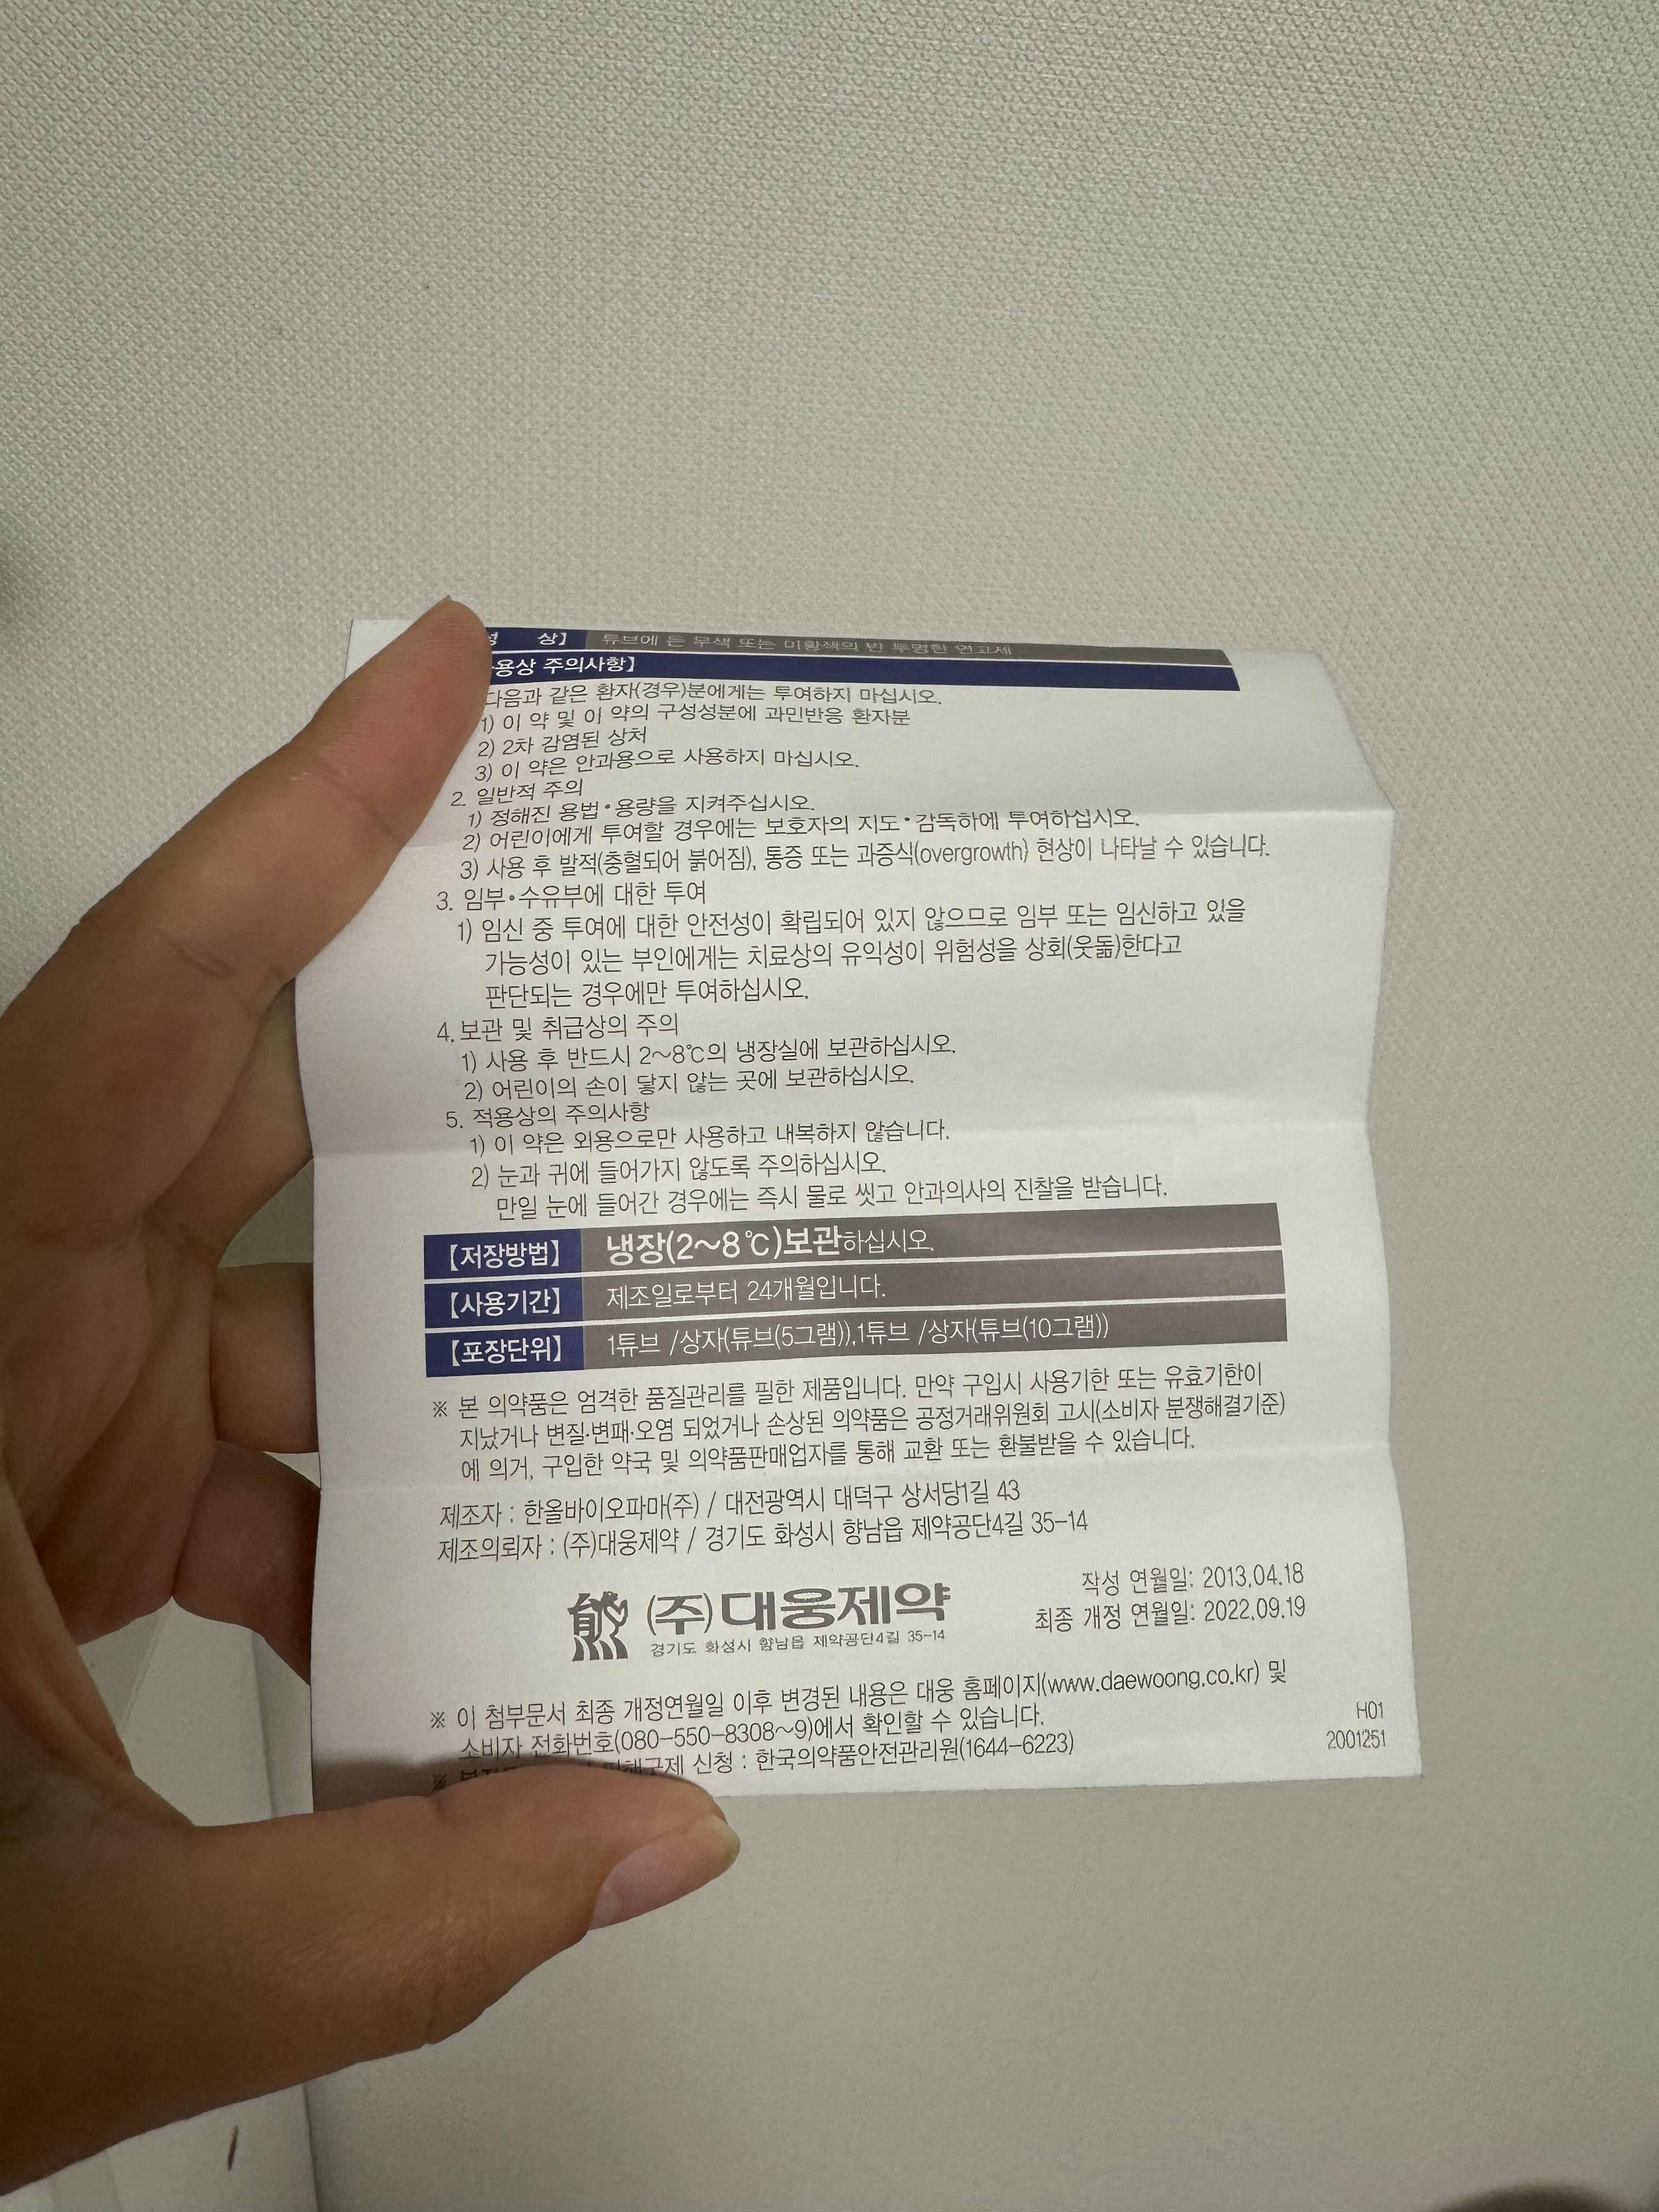 상】 튜브에 든 무색 또는 미황색의 반 투명한 연고제
용상 주의사항】
다음과 같은 환자(경우)분에게는 투여하지 마십시오.
1) 이 약 및 이 약의 구성성분에 과민반응 환자분
2) 2차 감염된 상처
3) 이 약은 안과용으로 사용하지 마십시오.
2. 일반적 주의
1) 정해진 용법•용량을 지켜주십시오.
2) 어린이에게 투여할 경우에는 보호자의 지도•감독하에 투여하십시오.
3) 사용 후 발적(충혈되어 붉어짐), 통증 또는 과증식(overgrowth) 현상이 나타날 수 있습니다.
3. 임부•수유부에 대한 투여
1) 임신 중 투여에 대한 안전성이 확립되어 있지 않으므로 임부 또는 임신하고 있을
가능성이 있는 부인에게는 치료상의 유익성이 위험성을 상회(웃돎)한다고
판단되는 경우에만 투여하십시오.
4. 보관 및 취급상의 주의
1) 사용 후 반드시 2~8℃의 냉장실에 보관하십시오.
2) 어린이의 손이 닿지 않는 곳에 보관하십시오.
5. 적용상의 주의사항
1) 이 약은 외용으로만 사용하고 내복하지 않습니다.
2) 눈과 귀에 들어가지 않도록 주의하십시오.
만일 눈에 들어간 경우에는 즉시 물로 씻고 안과의사의 진찰을 받습니다.
【저장방법】 냉장(2~8℃)보관하십시오.
【사용기간】 제조일로부터 24개월입니다.
【포장단위】 1튜브 /상자(튜브(5그램)),1튜브 /상자(튜브(10그램))
※ 본 의약품은 엄격한 품질관리를 필한 제품입니다. 만약 구입시 사용기한 또는 유효기한이
지났거나 변질·변패·오염 되었거나 손상된 의약품은 공정거래위원회 고시(소비자 분쟁해결기준)
에 의거, 구입한 약국 및 의약품판매업자를 통해 교환 또는 환불받을 수 있습니다.
제조자 : 한올바이오파마(주) / 대전광역시 대덕구 상서당1길 43
제조의뢰자 : (주)대웅제약 / 경기도 화성시 향남읍 제약공단4길 35-14
(주)대웅제약
경기도 화성시 향남읍 제약공단4길 35-14
작성 연월일: 2013.04.18
최종 개정 연월일: 2022.09.19
※ 이 첨부문서 최종 개정연월일 이후 변경된 내용은 대웅 홈페이지(www.daewoong.co.kr) 및
소비자 전화번호(080-550-8308~9)에서 확인할 수 있습니다.
※ 신청 : 한국의약품안전관리원(1644-6223)
H01
2001251